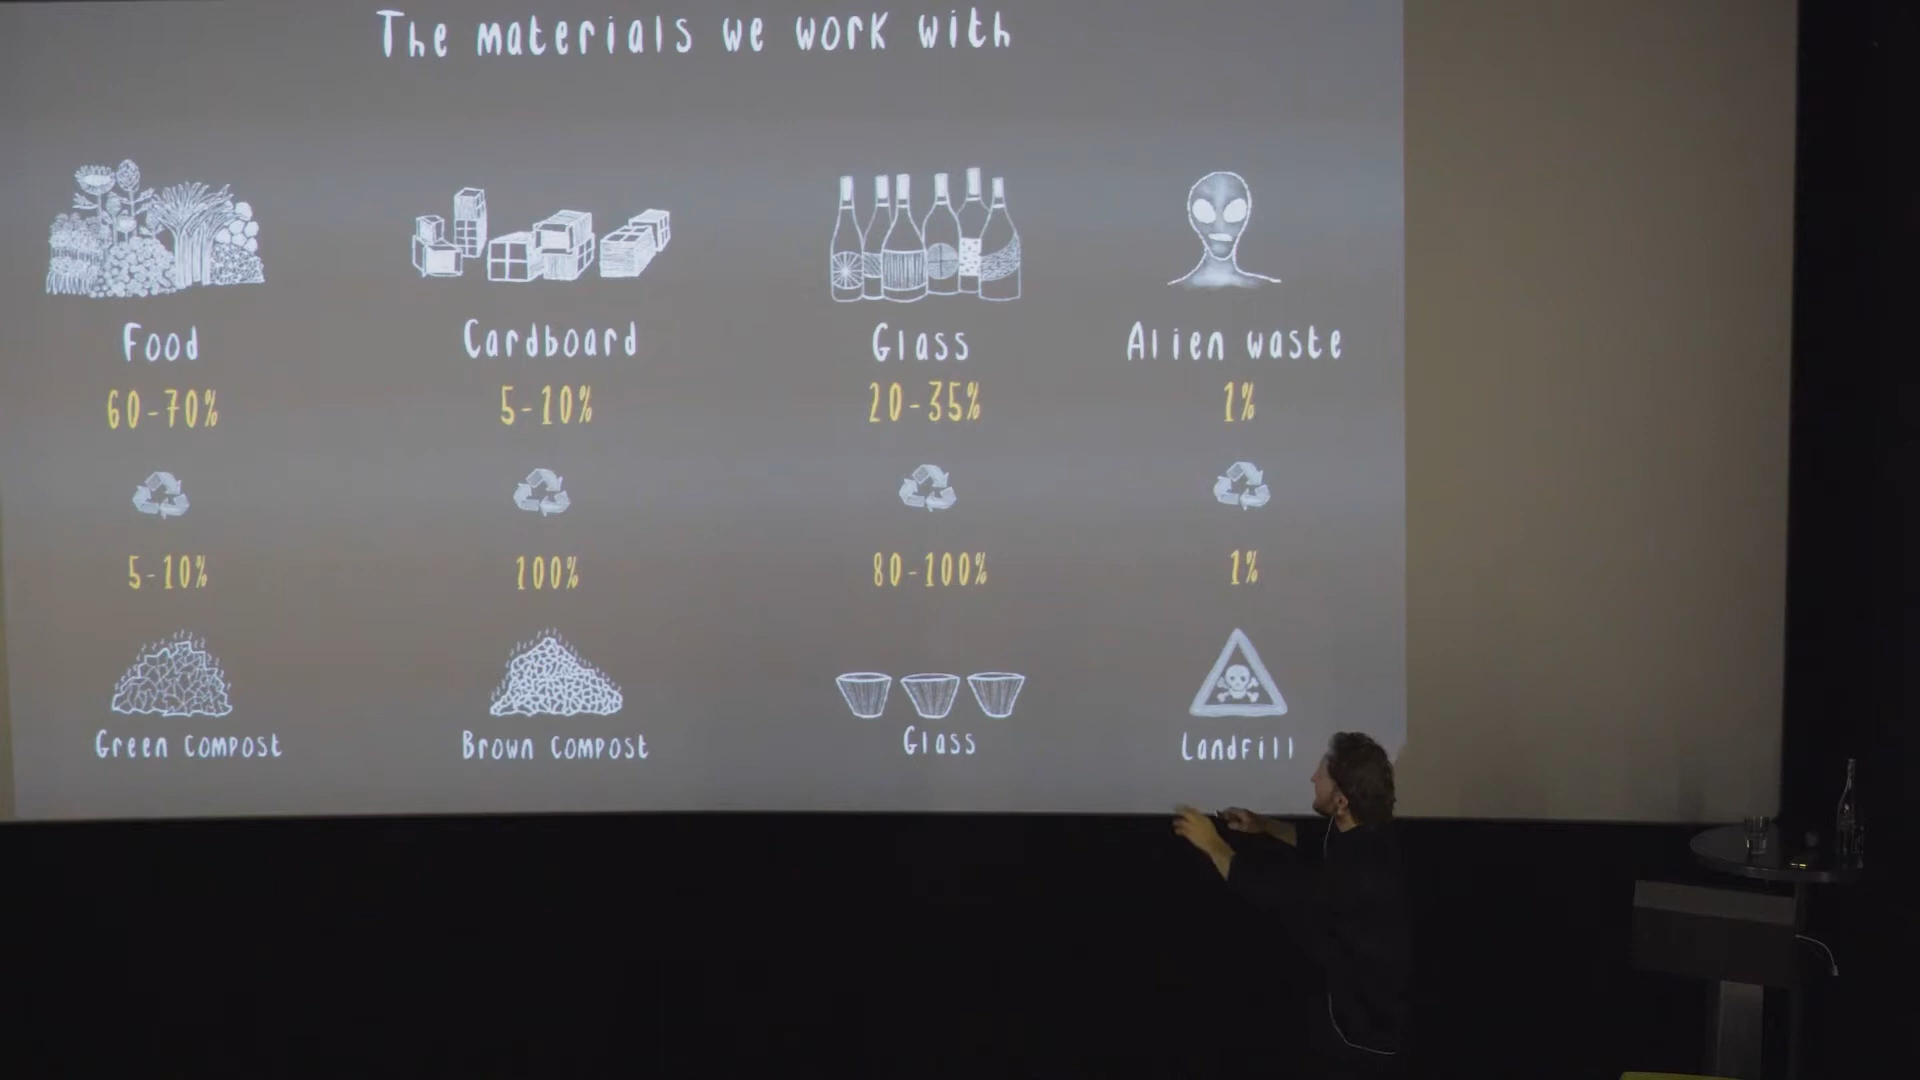 The materials we work with
Food
Cardboard
Glass
Alien waste
60-70%
5-10%
20-35%
1%
5-10%
100%
80-100%
1%
Green compost
Brown compost
Glass
Landfill